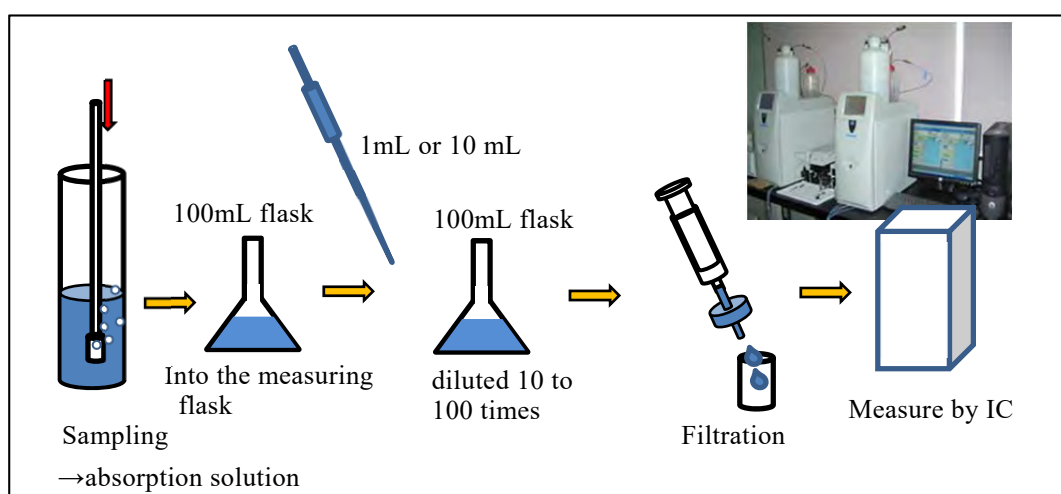 1mL or 10 mL
100mL flask
100mL flask
Into the measuring
flask
diluted 10 to
100 times
Sampling
→absorption solution
Filtration
Measure by IC